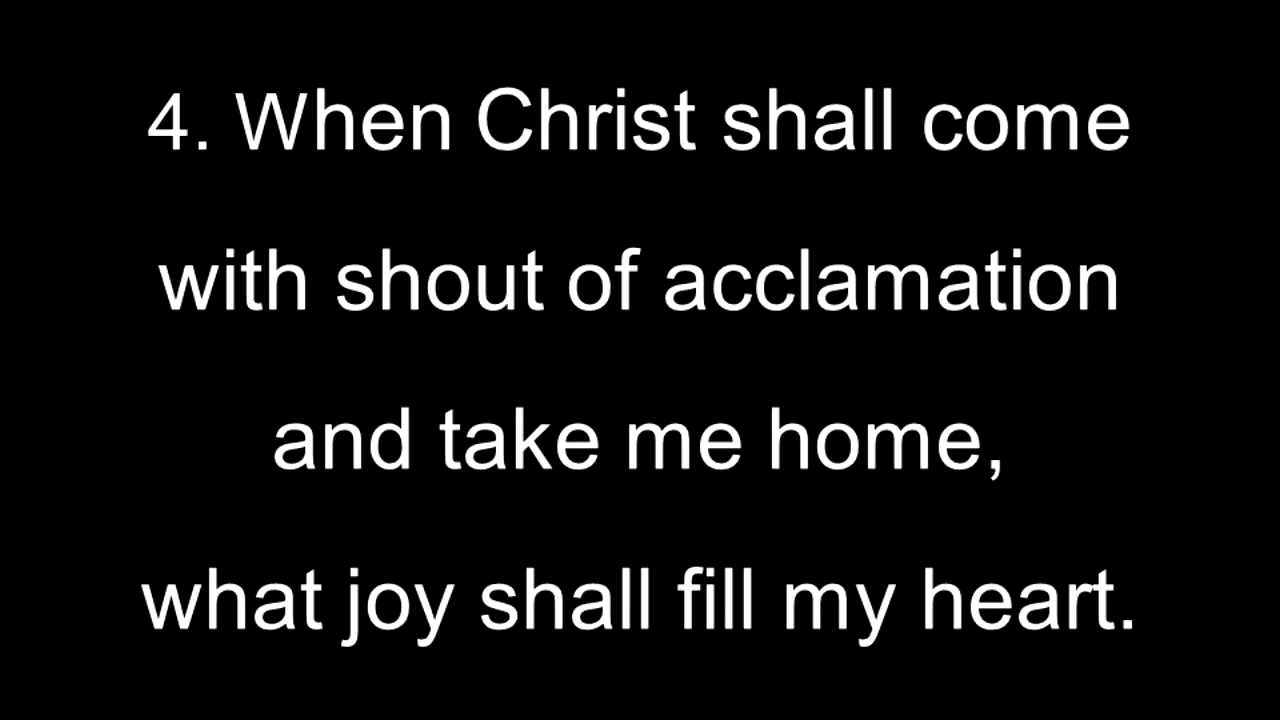 4. When Christ shall come
with shout of acclamation
and take me home,
what joy shall fill my heart.